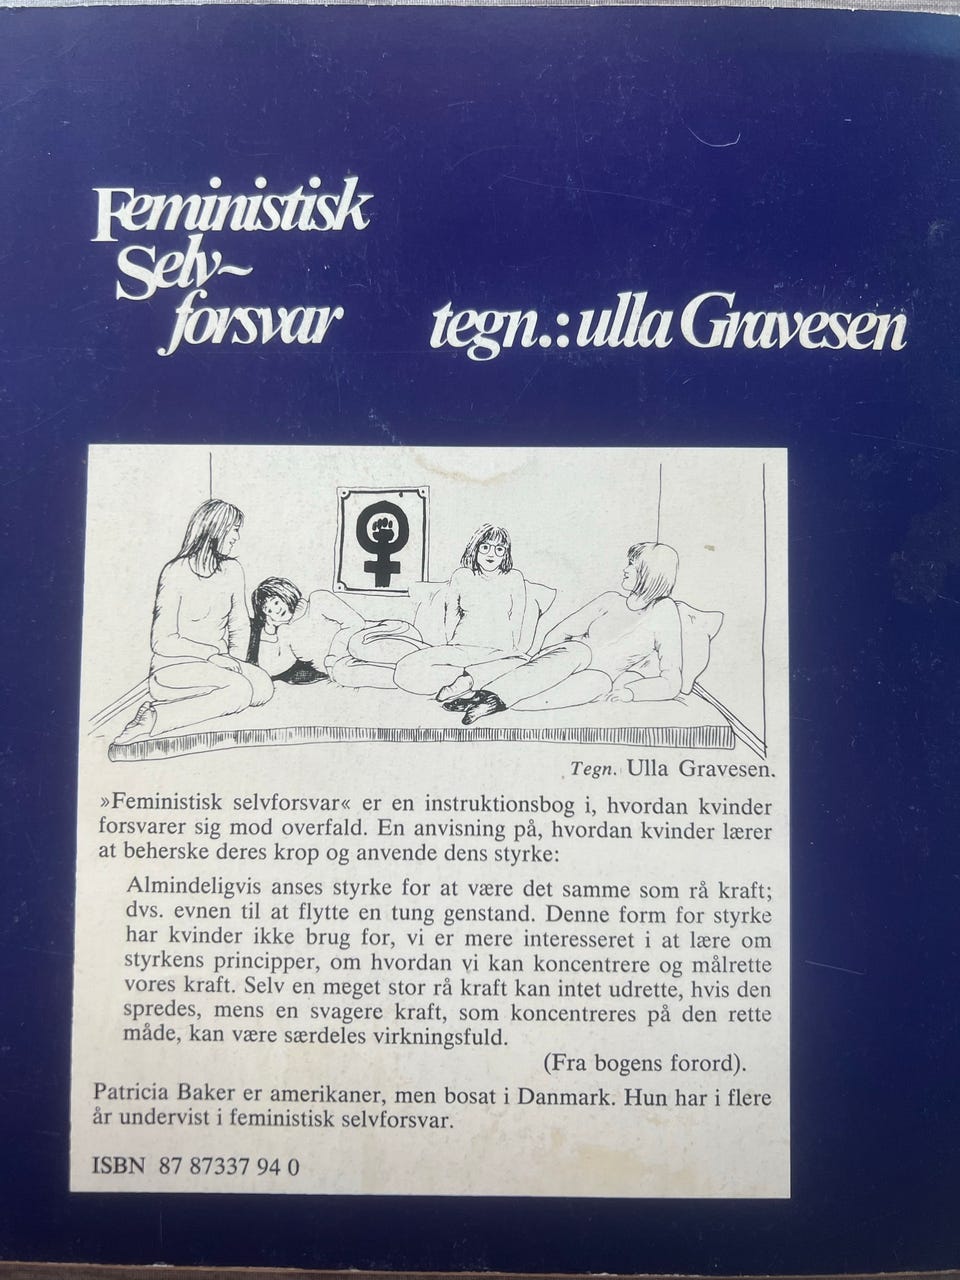 Feministisk
Selv-
forsvar
tegn.: ulla Gravesen
Tegn. Ulla Gravesen.
»Feministisk selvforsvar« er en instruktionsbog i, hvordan kvinder
forsvarer sig mod overfald. En anvisning på, hvordan kvinder lærer
at beherske deres krop og anvende dens styrke:
Almindeligvis anses styrke for at være det samme som rå kraft;
dvs. evnen til at flytte en tung genstand. Denne form for styrke
har kvinder ikke brug for, vi er mere interesseret i at lære om
styrkens principper, om hvordan vi kan koncentrere og målrette
vores kraft. Selv en meget stor rå kraft kan intet udrette, hvis den
spredes, mens en svagere kraft, som koncentreres på den rette
måde, kan være særdeles virkningsfuld.
(Fra bogens forord).
Patricia Baker er amerikaner, men bosat i Danmark. Hun har i flere
år undervist i feministisk selvforsvar.
ISBN 87 87337 94 0